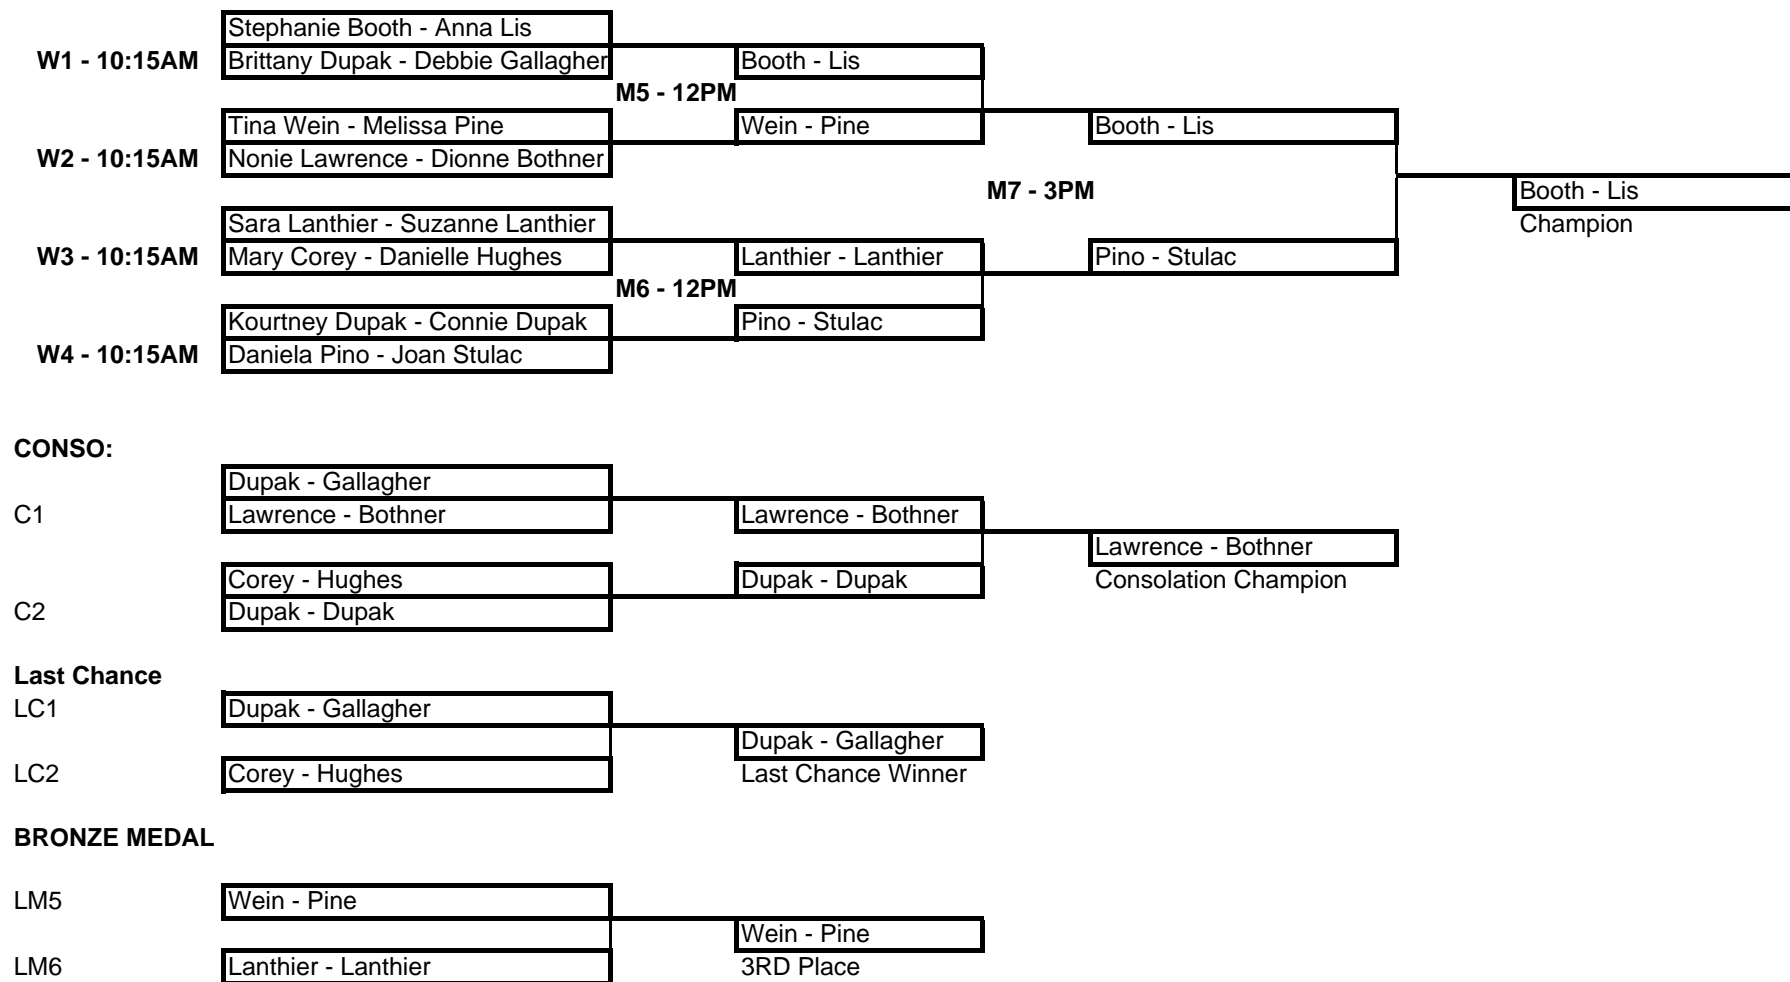 Stephanie Booth - Anna Lis
W1 - 10:15AM Brittany Dupak - Debbie Gallagher Booth - Lis
M5 - 12PM
Tina Wein - Melissa Pine Wein - Pine Booth - Lis
W2 - 10:15AM Nonie Lawrence - Dionne Bothner
M7 - 3PM Booth - Lis
Sara Lanthier - Suzanne Lanthier Champion
W3 - 10:15AM Mary Corey - Danielle Hughes Lanthier - Lanthier Pino - Stulac
M6 - 12PM
Kourtney Dupak - Connie Dupak Pino - Stulac
W4 - 10:15AM Daniela Pino - Joan Stulac
CONSO:
Dupak - Gallagher
C1 Lawrence - Bothner Lawrence - Bothner
Lawrence - Bothner
Corey - Hughes Dupak - Dupak Consolation Champion
C2 Dupak - Dupak
Last Chance
LC1 Dupak - Gallagher
Dupak - Gallagher
LC2 Corey - Hughes Last Chance Winner
BRONZE MEDAL
LM5 Wein - Pine
Wein - Pine
LM6 Lanthier - Lanthier 3RD Place